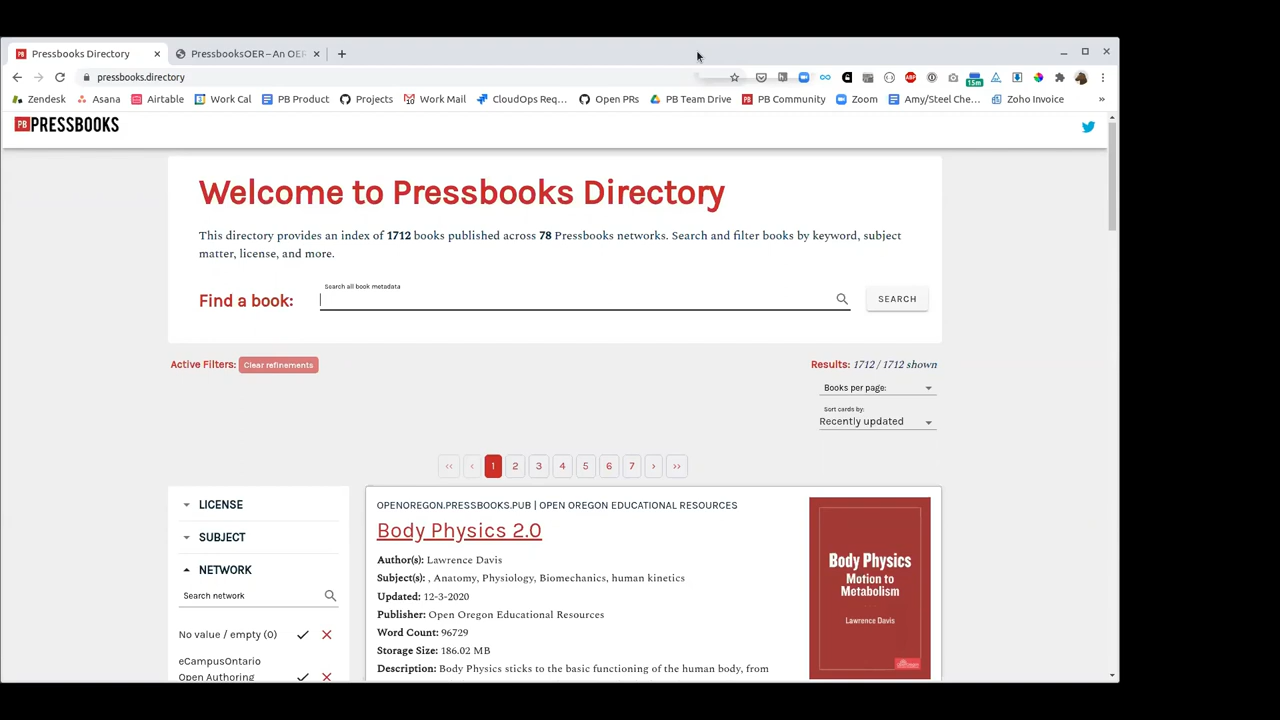 Pressbooks Directory
PressbooksOER – An OER
pressbooks.directory
15m
Zendesk Asana Airtable Work Cal PB Product Projects Work Mail CloudOps Req... Open PRs PB Team Drive PB Community Zoom Amy/Steel Che... Zoho Invoice »
PB PRESSBOOKS
Welcome to Pressbooks Directory
This directory provides an index of 1712 books published across 78 Pressbooks networks. Search and filter books by keyword, subject
matter, license, and more.
Search all book metadata
Find a book:
SEARCH
Active Filters: Clear refinements
Results: 1712 / 1712 shown
Books per page:
Sort cards by:
Recently updated
<< < 1 2 3 4 5 6 7 > >>
LICENSE
SUBJECT
NETWORK
Search network
No value / empty (0)
eCampusOntario
Open Authoring
OPENOREGON.PRESSBOOKS.PUB | OPEN OREGON EDUCATIONAL RESOURCES
Body Physics 2.0
Author(s): Lawrence Davis
Subject(s): , Anatomy, Physiology, Biomechanics, human kinetics
Updated: 12-3-2020
Publisher: Open Oregon Educational Resources
Word Count: 96729
Storage Size: 186.02 MB
Description: Body Physics sticks to the basic functioning of the human body, from
Body Physics
Motion to
Metabolism
Lawrence Davis